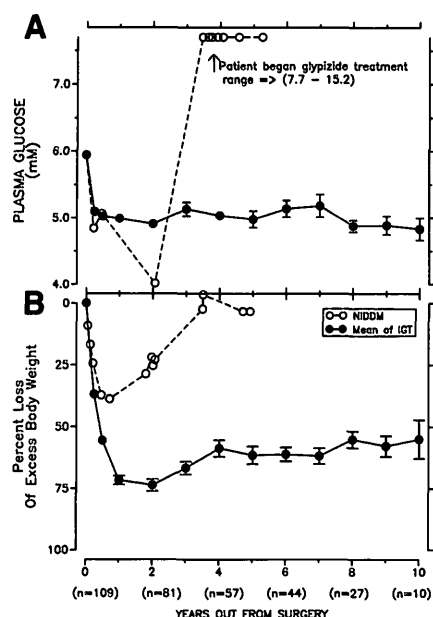 A
PLASMA GLUCOSE
(mM)
7.0
6.0
5.0
4.0
Patient began glypizide treatment
range => (7.7 - 15.2)
B
Percent Loss
Of Excess Body Weight
0
25
50
75
100
NIDDM
Mean of IGT
0 2 4 6 8 10
(n=109) (n=81) (n=57) (n=44) (n=27) (n=10)
YEARS OUT FROM SURGERY